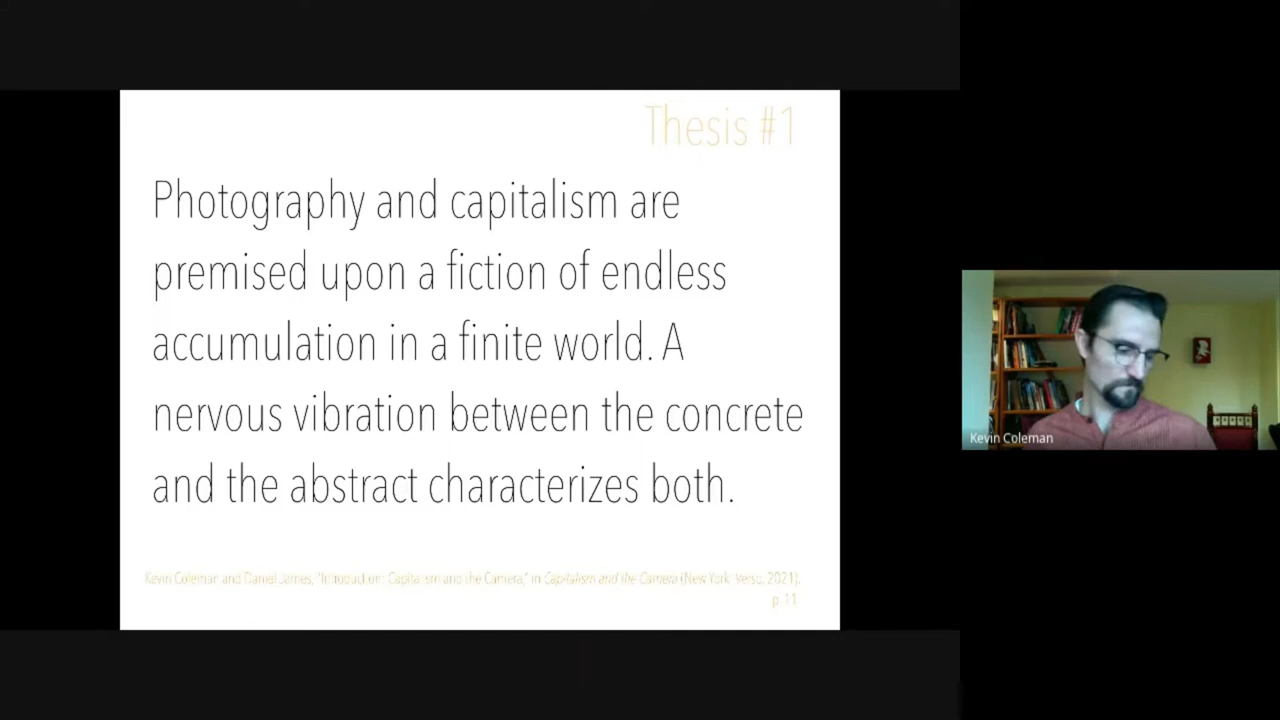 Thesis #1
Photography and capitalism are
premised upon a fiction of endless
accumulation in a finite world. A
nervous vibration between the concrete
and the abstract characterizes both.
Kevin Coleman and Daniel James, "Introduction: Capitalism and the Camera," in Capitalism and the Camera (New York: Verso, 2021),
p. 11
Kevin Coleman